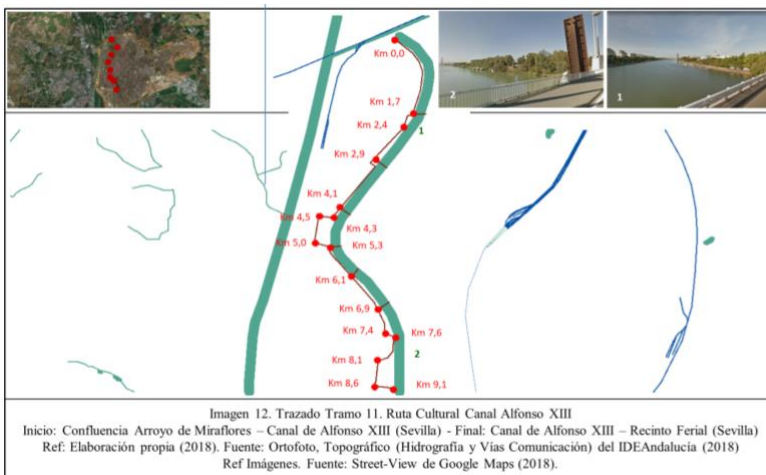 2
1
Km 0,0
Km 1,7
Km 2,4
1
Km 2,9
Km 4,1
Km 4,5
Km 4,3
Km 5,0
Km 5,3
Km 6,1
Km 6,9
Km 7,4
Km 7,6
2
Km 8,1
Km 8,6
Km 9,1
Imagen 12. Trazado Tramo 11. Ruta Cultural Canal Alfonso XIII
Inicio: Confluencia Arroyo de Miraflores – Canal de Alfonso XIII (Sevilla) - Final: Canal de Alfonso XIII – Recinto Ferial (Sevilla)
Ref: Elaboración propia (2018). Fuente: Ortofoto, Topográfico (Hidrografía y Vías Comunicación) del IDEAndalucía (2018)
Ref Imágenes. Fuente: Street-View de Google Maps (2018).